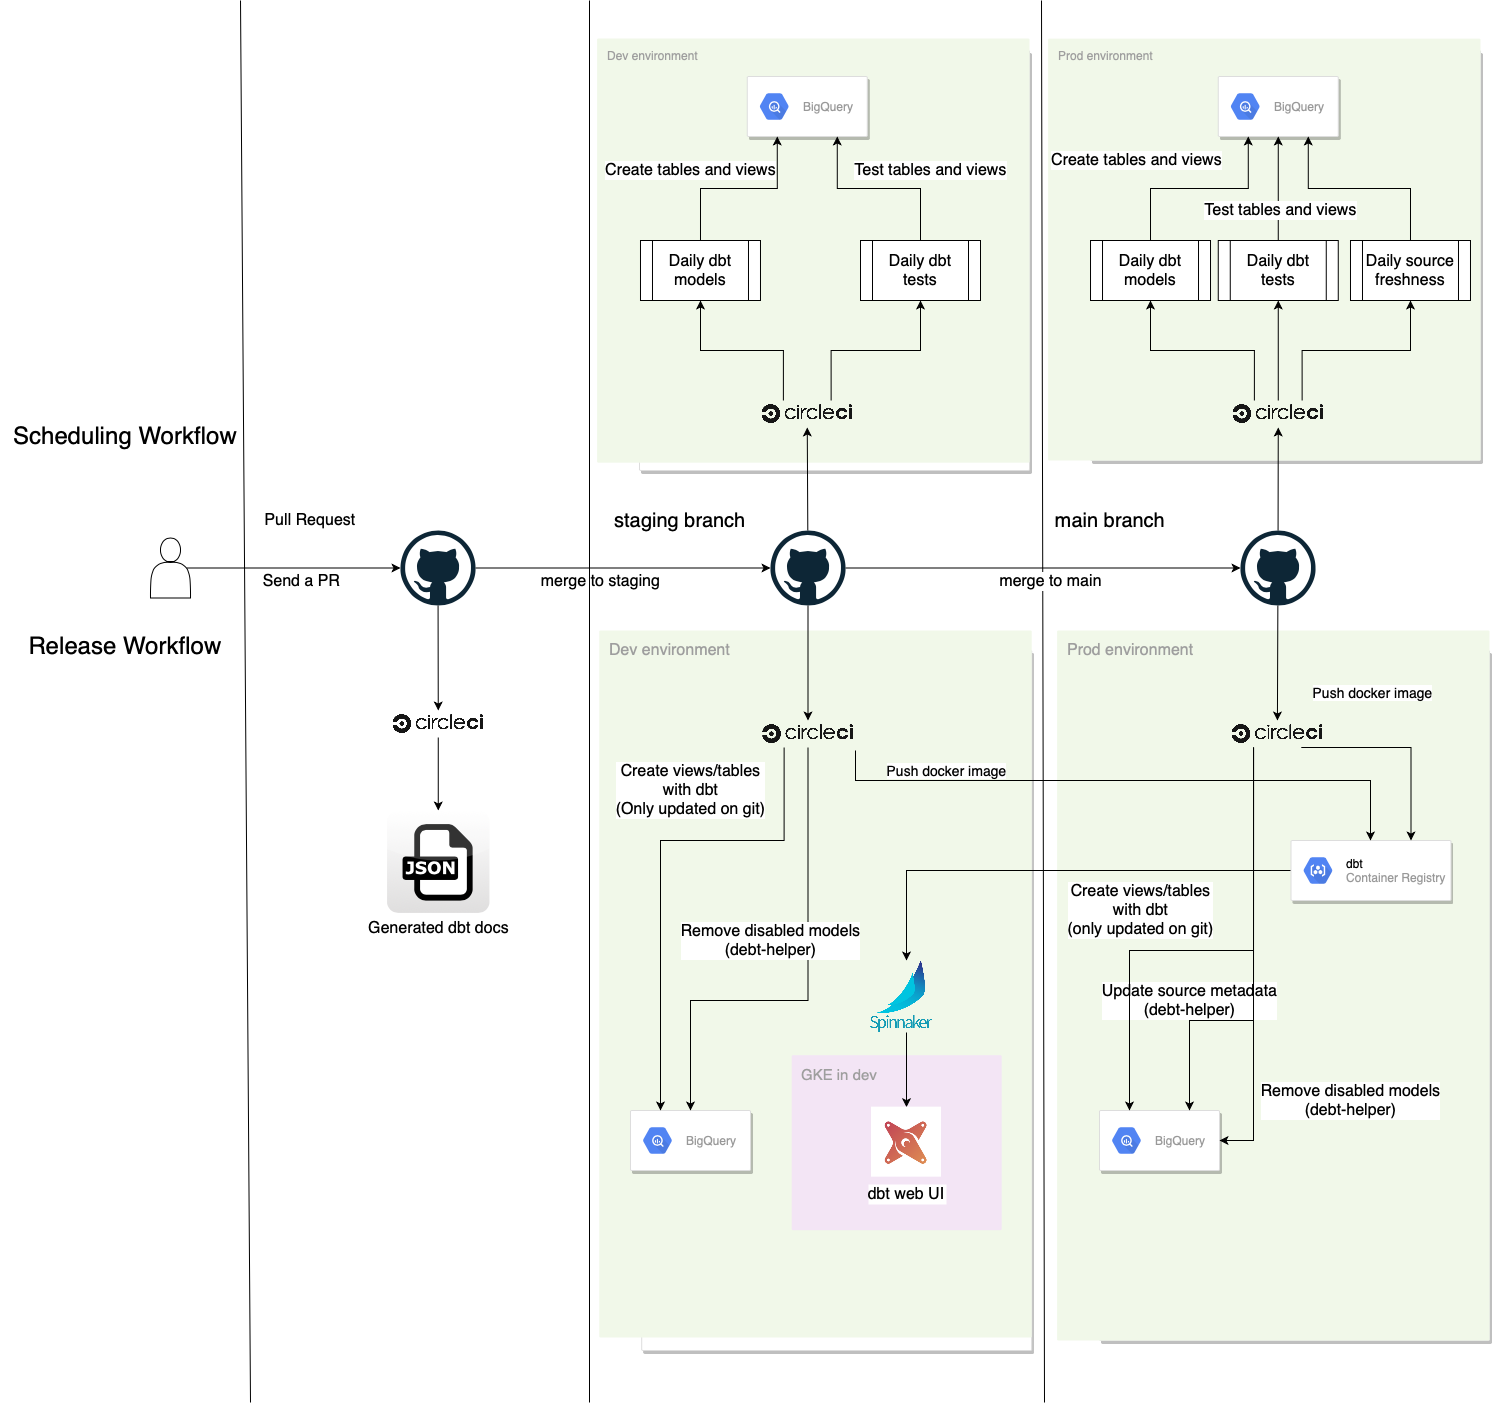 Dev environment
BigQuery
Create tables and views
Test tables and views
Daily dbt
models
Daily dbt
tests
circleci
Prod environment
BigQuery
Create tables and views
Test tables and views
Daily dbt
models
Daily dbt
tests
Daily source
freshness
circleci
Scheduling Workflow
Pull Request
staging branch
main branch
Send a PR
merge to staging
merge to main
Release Workflow
circleci
JSON
Generated dbt docs
Dev environment
circleci
Create views/tables
with dbt
(Only updated on git)
Push docker image
Remove disabled models
(debt-helper)
Spinnaker
GKE in dev
BigQuery
dbt web UI
Prod environment
Push docker image
circleci
dbt
Container Registry
Create views/tables
with dbt
(only updated on git)
Update source metadata
(debt-helper)
Remove disabled models
(debt-helper)
BigQuery